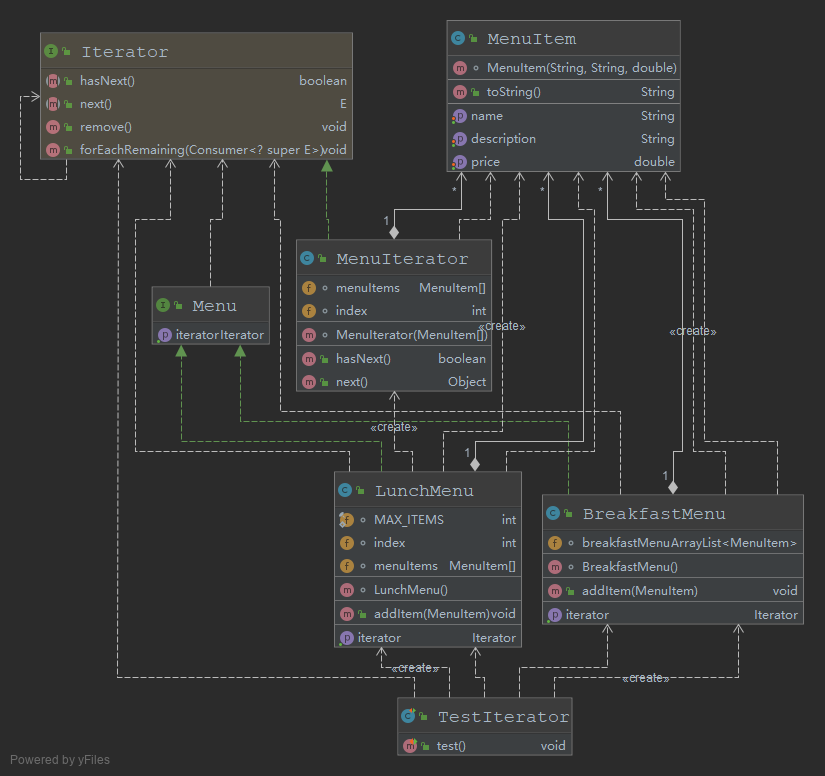 Iterator
hasNext() boolean
next() E
remove() void
forEachRemaining(Consumer<? super E>) void
MenuItem
MenuItem(String, String, double)
toString() String
name String
description String
price double
*
*
*
1
MenuIterator
menuItems MenuItem[]
index int
MenuIterator(MenuItem[])
hasNext() boolean
next() Object
Menu
iterator Iterator
«create»
«create»
«create»
1
1
LunchMenu
MAX_ITEMS int
index int
menuItems MenuItem[]
LunchMenu()
addItem(MenuItem) void
iterator Iterator
BreakfastMenu
breakfastMenuArrayList<MenuItem>
BreakfastMenu()
addItem(MenuItem) void
iterator Iterator
«create»
«create»
TestIterator
test() void
Powered by yFiles